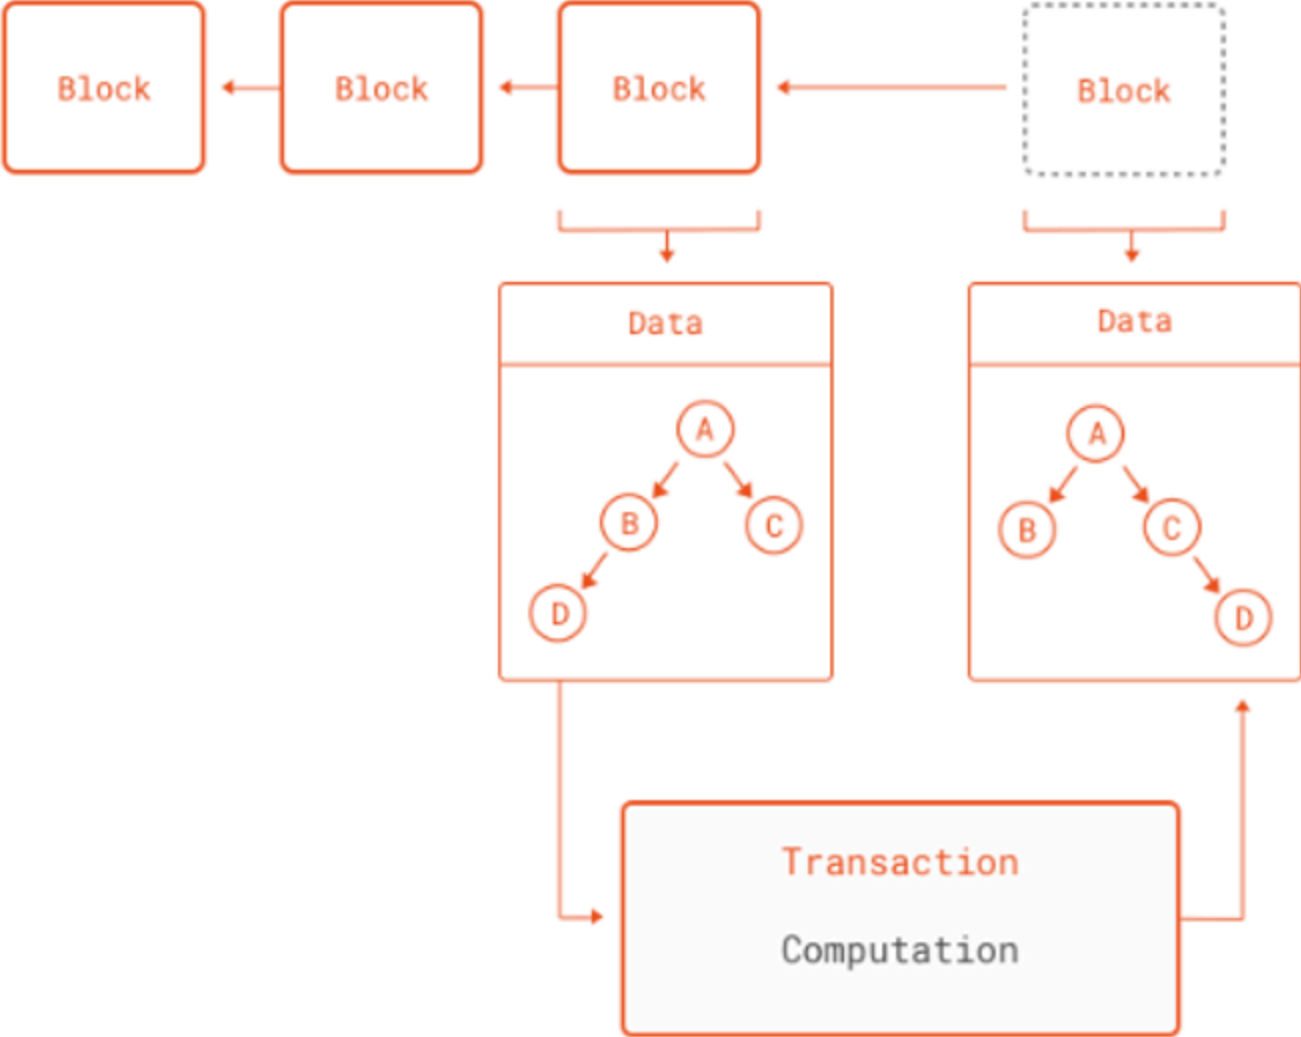 Block
Block
Block
Block
Data
Data
A
B
C
D
A
B
C
D
Transaction
Computation